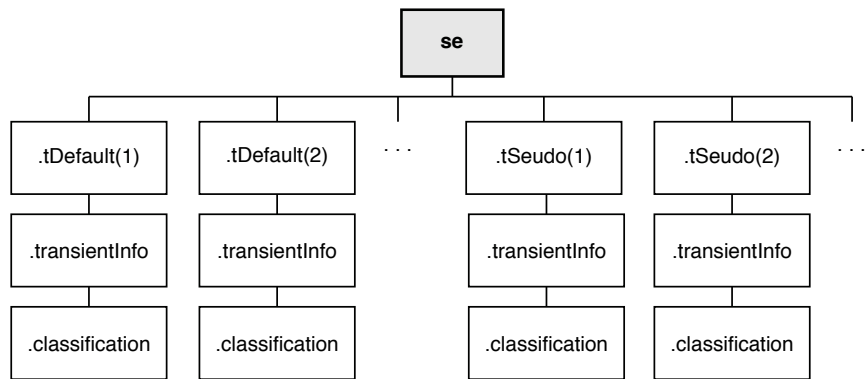 se
.tDefault(1)
.tDefault(2)
. . .
.tSeudo(1)
.tSeudo(2)
. . .
.transientInfo
.transientInfo
.transientInfo
.transientInfo
.classification
.classification
.classification
.classification